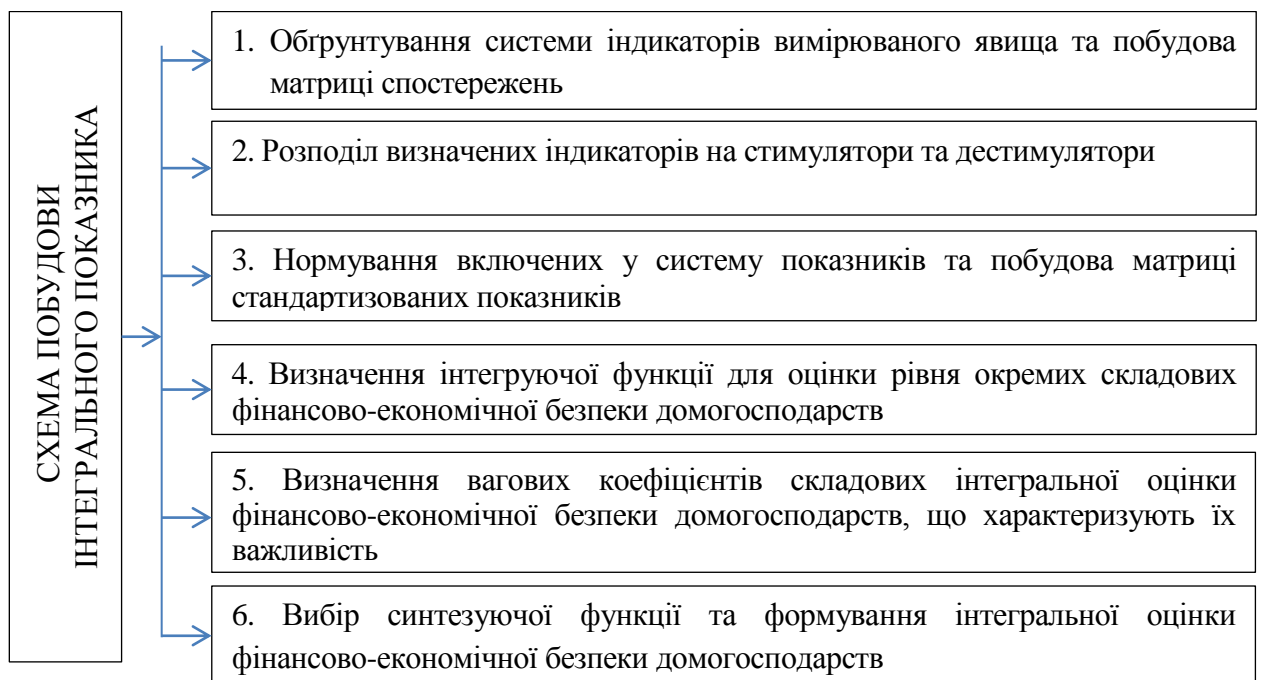 СХЕМА ПОБУДОВИ
ІНТЕГРАЛЬНОГО ПОКАЗНИКА
1. Обґрунтування системи індикаторів вимірюваного явища та побудова
матриці спостережень
2. Розподіл визначених індикаторів на стимулятори та дестимулятори
3. Нормування включених у систему показників та побудова матриці
стандартизованих показників
4. Визначення інтегруючої функції для оцінки рівня окремих складових
фінансово-економічної безпеки домогосподарств
5. Визначення вагових коефіцієнтів складових інтегральної оцінки
фінансово-економічної безпеки домогосподарств, що характеризують їх
важливість
6. Вибір синтезуючої функції та формування інтегральної оцінки
фінансово-економічної безпеки домогосподарств